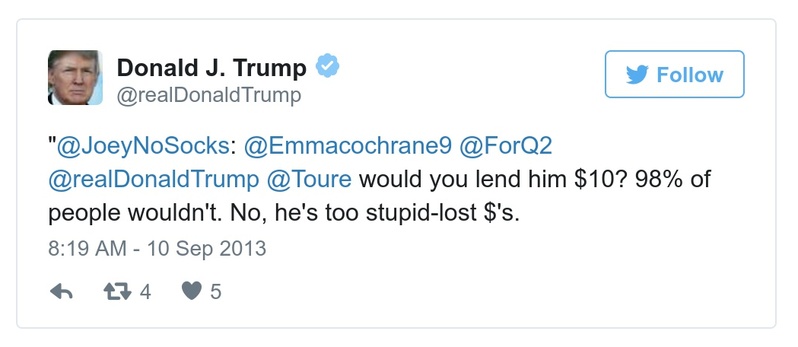 Donald J. Trump
@realDonaldTrump
Follow
"@JoeyNoSocks: @Emmacochrane9 @ForQ2
@realDonaldTrump @Toure would you lend him $10? 98% of
people wouldn't. No, he's too stupid-lost $'s.
8:19 AM - 10 Sep 2013
4 5